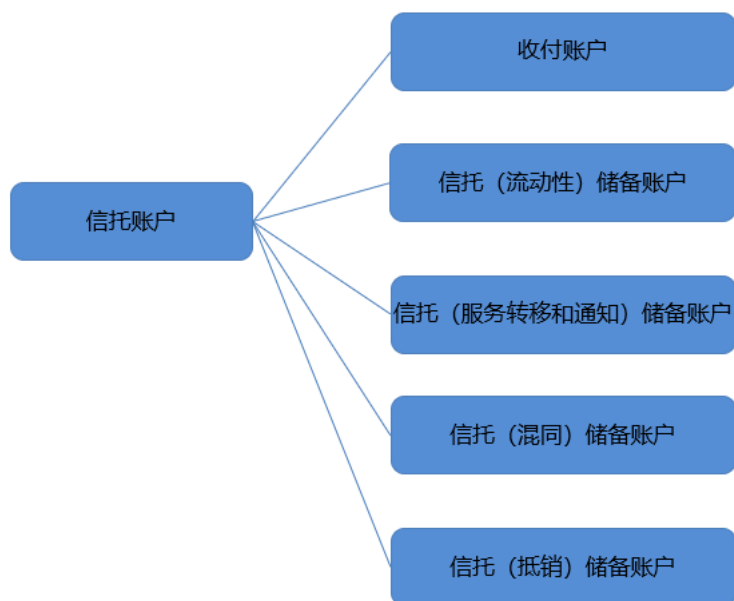 收付账户
信托（流动性）储备账户
信托账户
信托（服务转移和通知）储备账户
信托（混同）储备账户
信托（抵销）储备账户